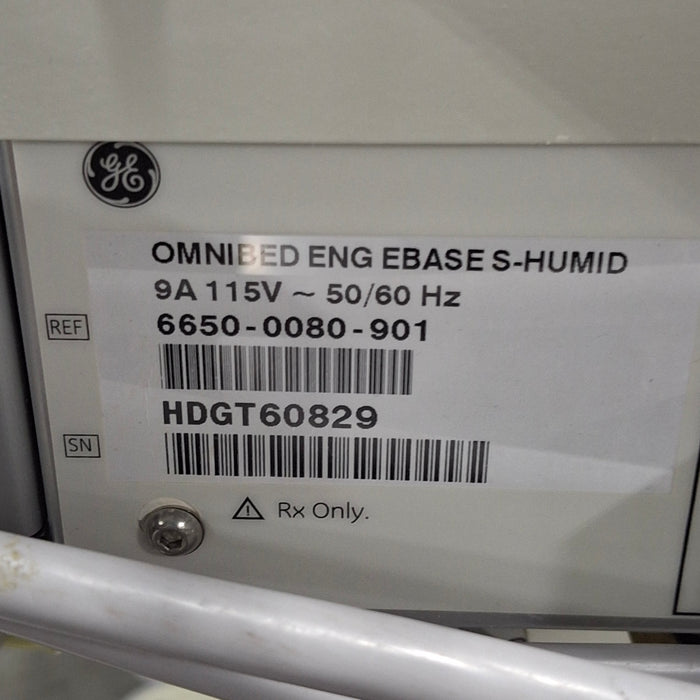 GE
OMNIBED ENG EBASE S-HUMID
9A 115V ~ 50/60 Hz
REF 6650-0080-901
HDGT60829
SN
⚠ Rx Only.